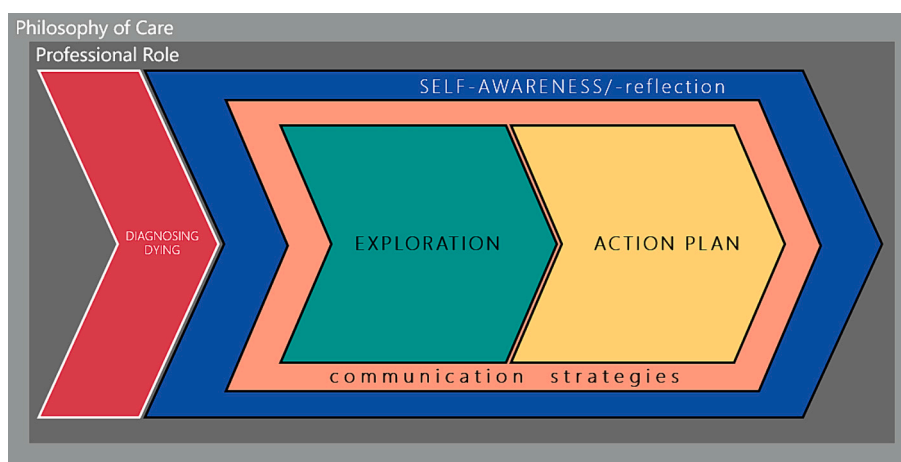 Philosophy of Care
Professional Role
SELF-AWARENESS/-reflection
DIAGNOSING
DYING
EXPLORATION
ACTION PLAN
communication strategies